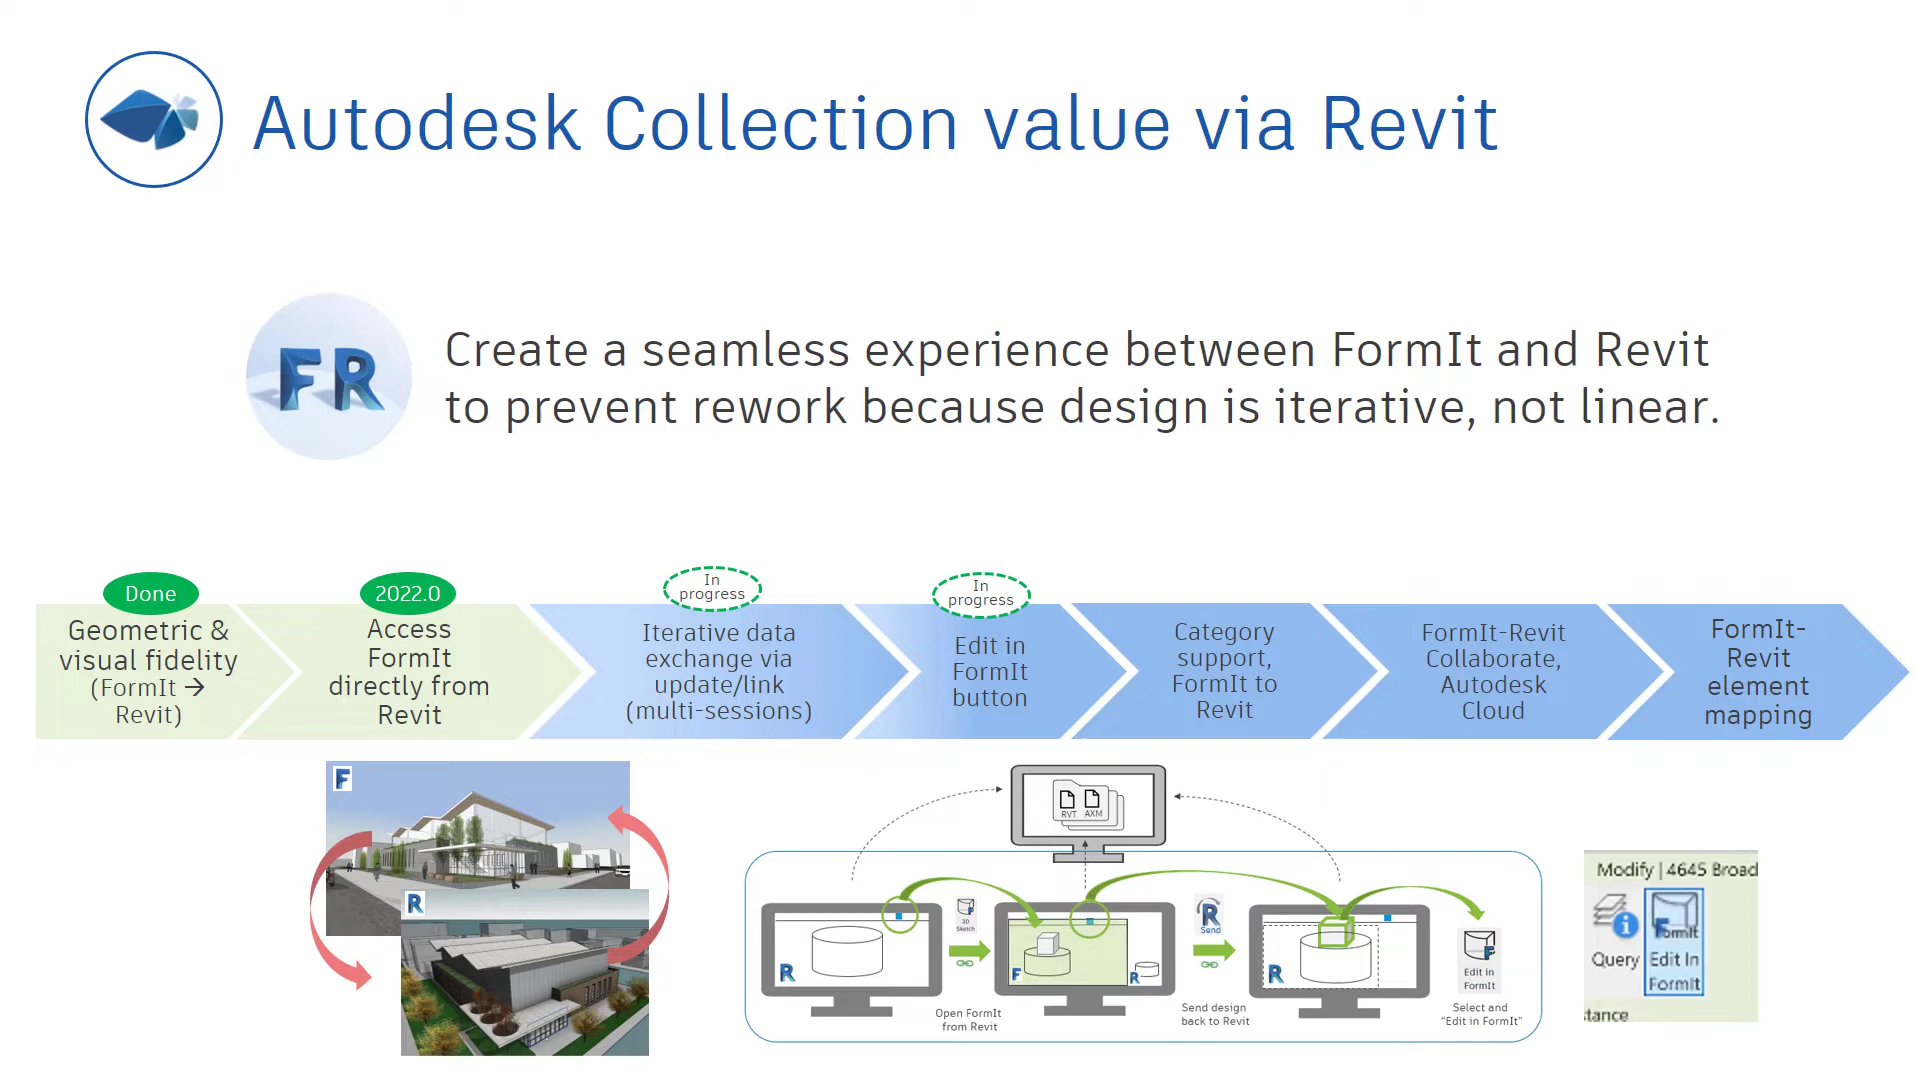 Autodesk Collection value via Revit
FR
Create a seamless experience between FormIt and Revit
to prevent rework because design is iterative, not linear.
Done
Geometric &
visual fidelity
(FormIt →
Revit)
2022.0
Access
FormIt
directly from
Revit
In
progress
Iterative data
exchange via
update/link
(multi-sessions)
In
progress
Edit in
FormIt
button
Category
support,
FormIt to
Revit
FormIt-Revit
Collaborate,
Autodesk
Cloud
FormIt-
Revit
element
mapping
F
R
RVT AXM
R
F
3D
Sketch
Open FormIt
from Revit
F
R
R
Send
Send design
back to Revit
R
F
Edit in
FormIt
Select and
"Edit in FormIt"
Modify | 4645 Broad
F
FormIt
Query
Edit In
FormIt
stance